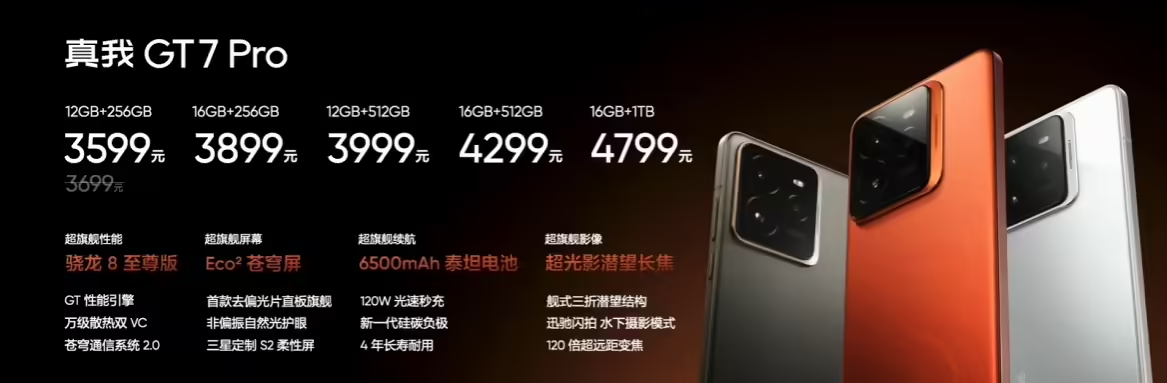 真我 GT7 Pro
12GB+256GB 16GB+256GB 12GB+512GB 16GB+512GB 16GB+1TB
3599元 3899元 3999元 4299元 4799元
3699元
超旗舰性能 超旗舰屏幕 超旗舰续航 超旗舰影像
骁龙 8 至尊版 Eco² 苍穹屏 6500mAh 泰坦电池 超光影潜望长焦
GT 性能引擎 首款去偏光片直板旗舰 120W 光速秒充 舰式三折潜望结构
万级散热双 VC 非偏振自然光护眼 新一代硅碳负极 迅驰闪拍 水下摄影模式
苍穹通信系统 2.0 三星定制 S2 柔性屏 4 年长寿耐用 120 倍超远距变焦